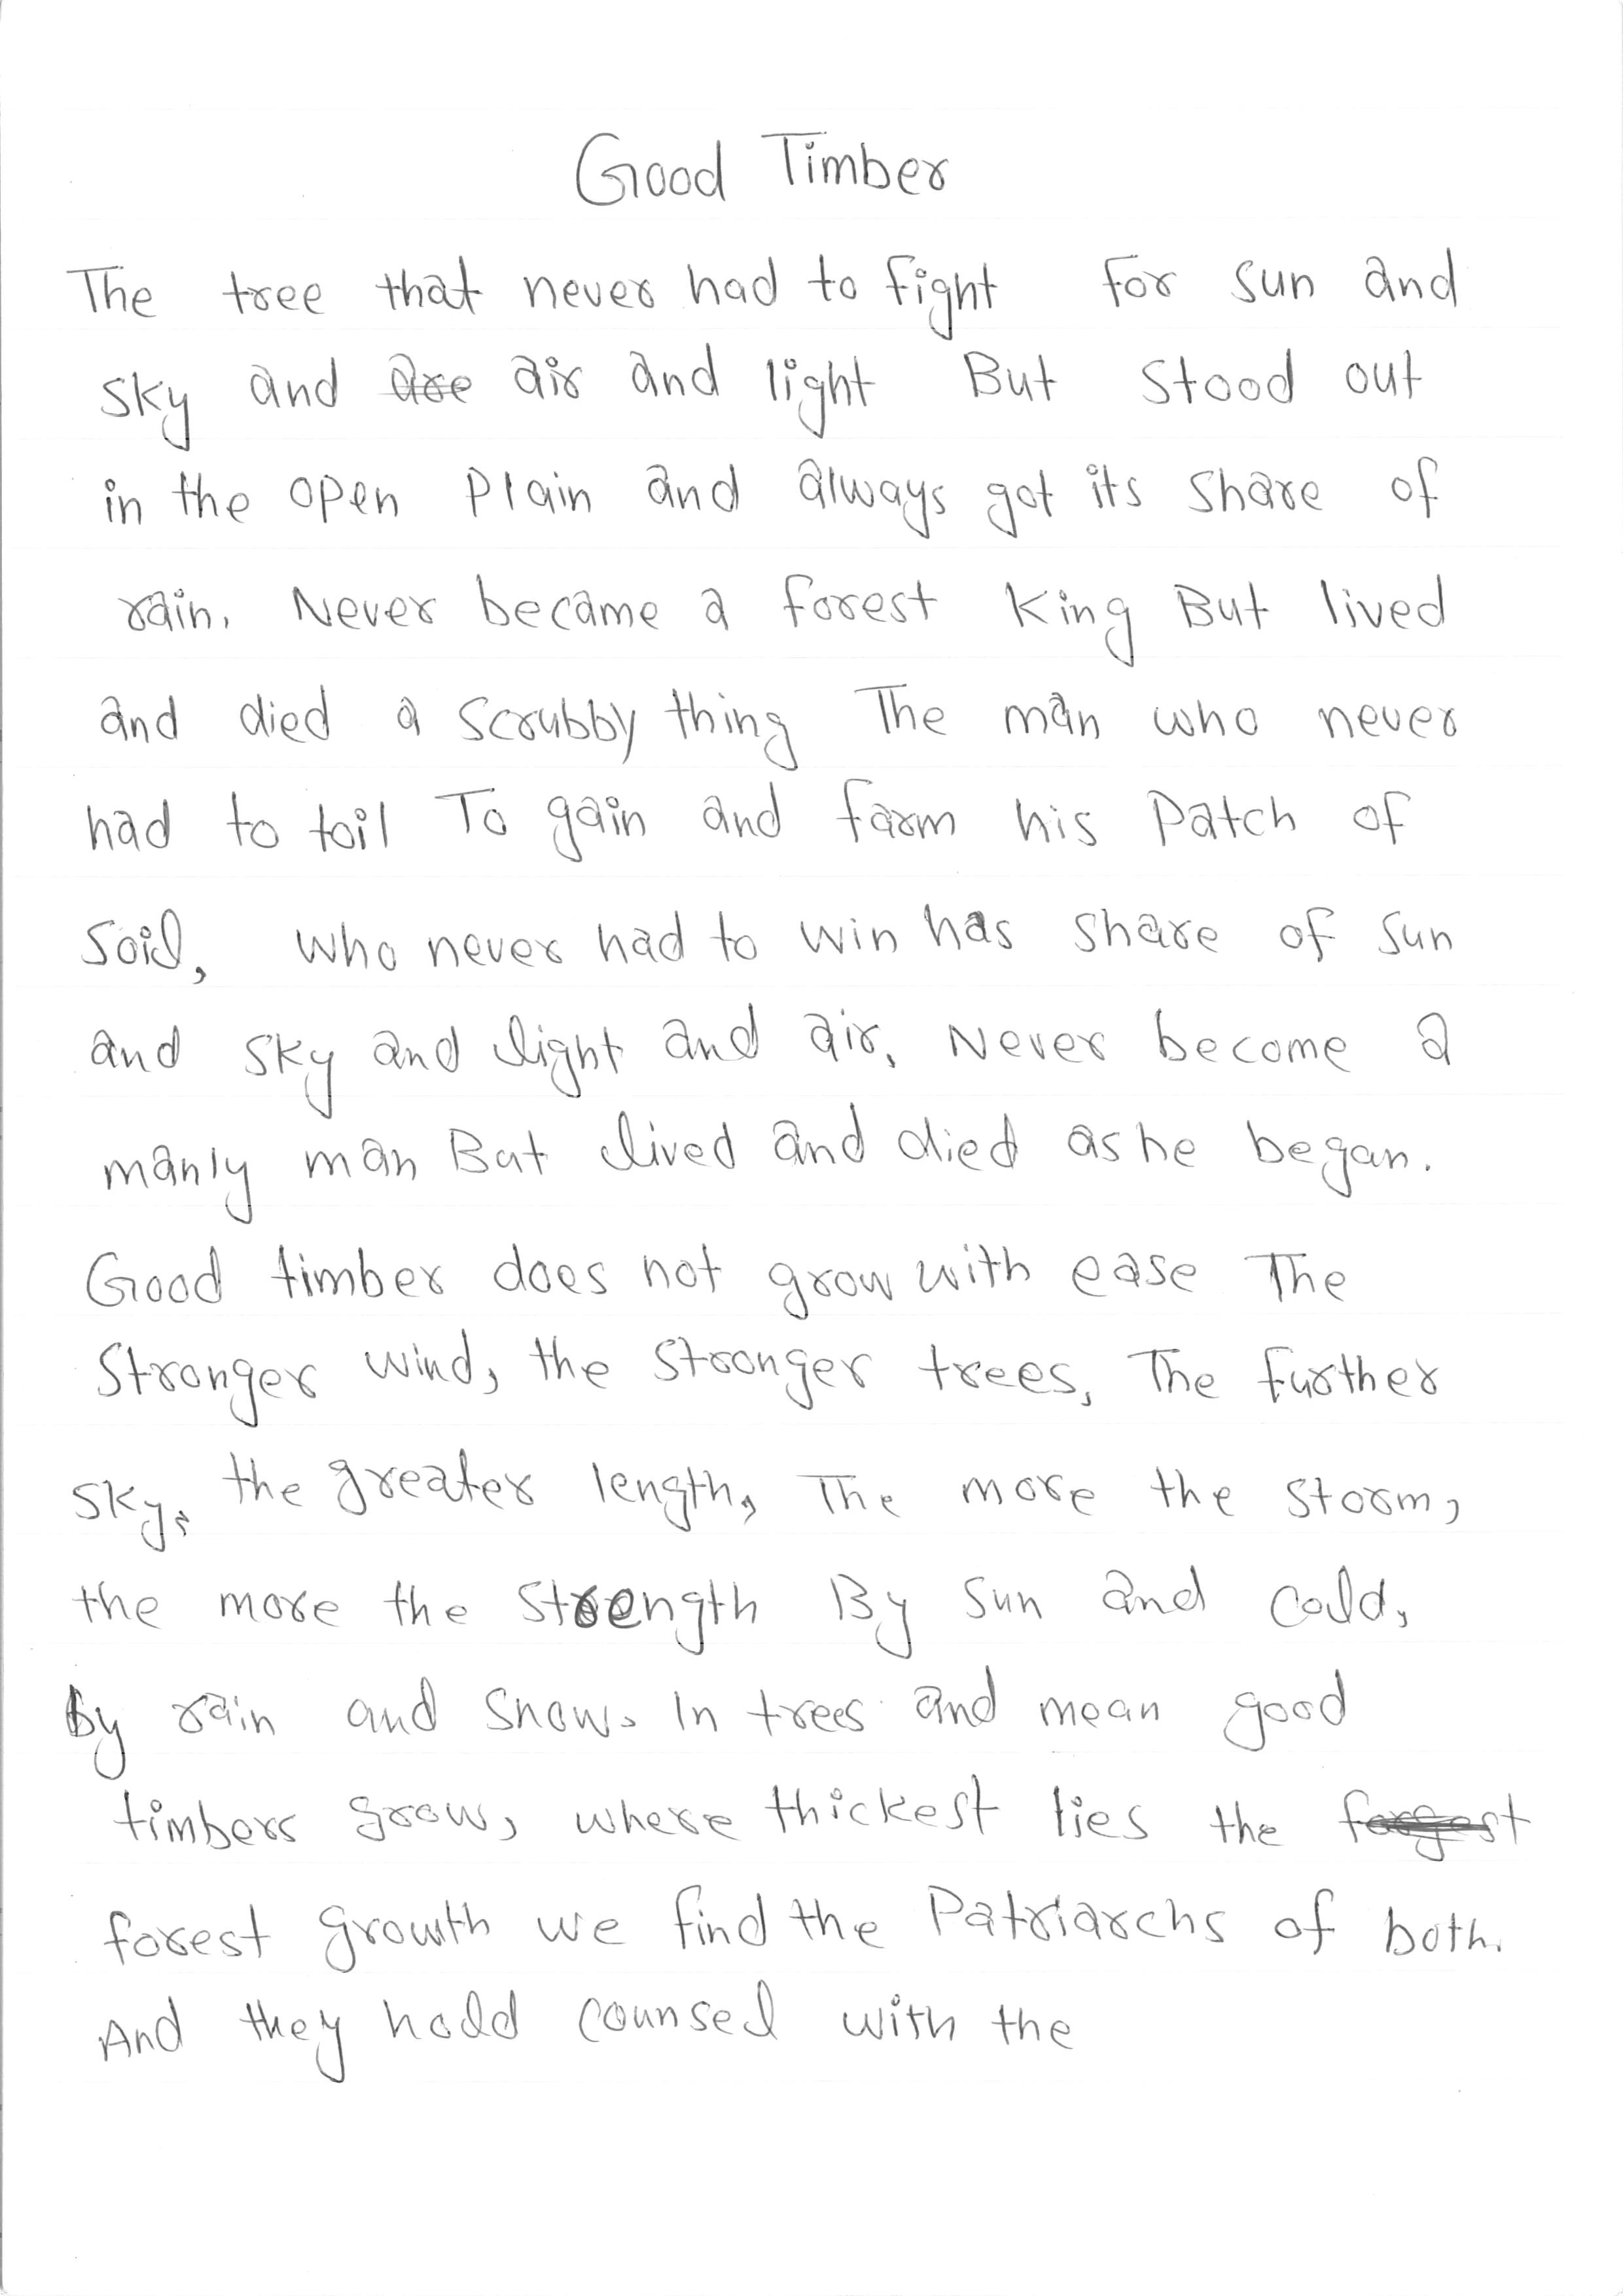 Good Timber
The tree that never had to fight for sun and
sky and are air and light But stood out
in the open Plain and always got its share of
rain. Never became a forest King But lived
and died a scrubby thing The man who never
had to toil To gain and farm his Patch of
Soil, who never had to win has share of sun
and sky and light and air. Never become a
manly man But lived and died as he began.
Good timber does not grow with ease The
Stronger wind, the stronger trees, The further
sky, the greater length, The more the storm,
the more the strength By sun and cold,
by rain and snow. In trees and mean good
timbers grow, where thickest lies the
forest growth we find the Patriarchs of both.
And they hold counsel with the